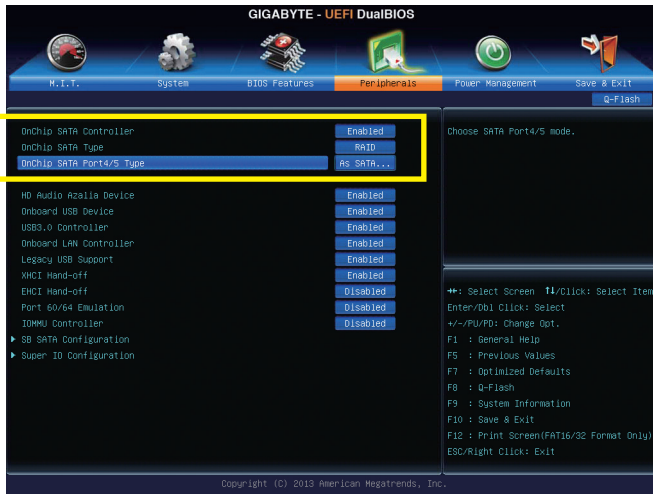 GIGABYTE - UEFI DualBIOS
M.I.T. System BIOS Features Peripherals Power Management Save & Exit
Q-Flash
OnChip SATA Controller Enabled
OnChip SATA Type RAID
OnChip SATA Port4/5 Type As SATA...
HD Audio Azalia Device Enabled
Onboard USB Device Enabled
USB3.0 Controller Enabled
Onboard LAN Controller Enabled
Legacy USB Support Enabled
XHCI Hand-off Enabled
EHCI Hand-off Disabled
Port 60/64 Emulation Disabled
IOMMU Controller Disabled
SB SATA Configuration
Super IO Configuration
Choose SATA Port4/5 mode.
→←: Select Screen ↑↓/Click: Select Item
Enter/Dbl Click: Select
+/-/PU/PD: Change Opt.
F1 : General Help
F5 : Previous Values
F7 : Optimized Defaults
F8 : Q-Flash
F9 : System Information
F10 : Save & Exit
F12 : Print Screen(FAT16/32 Format Only)
ESC/Right Click: Exit
Copyright (C) 2013 American Megatrends, Inc.